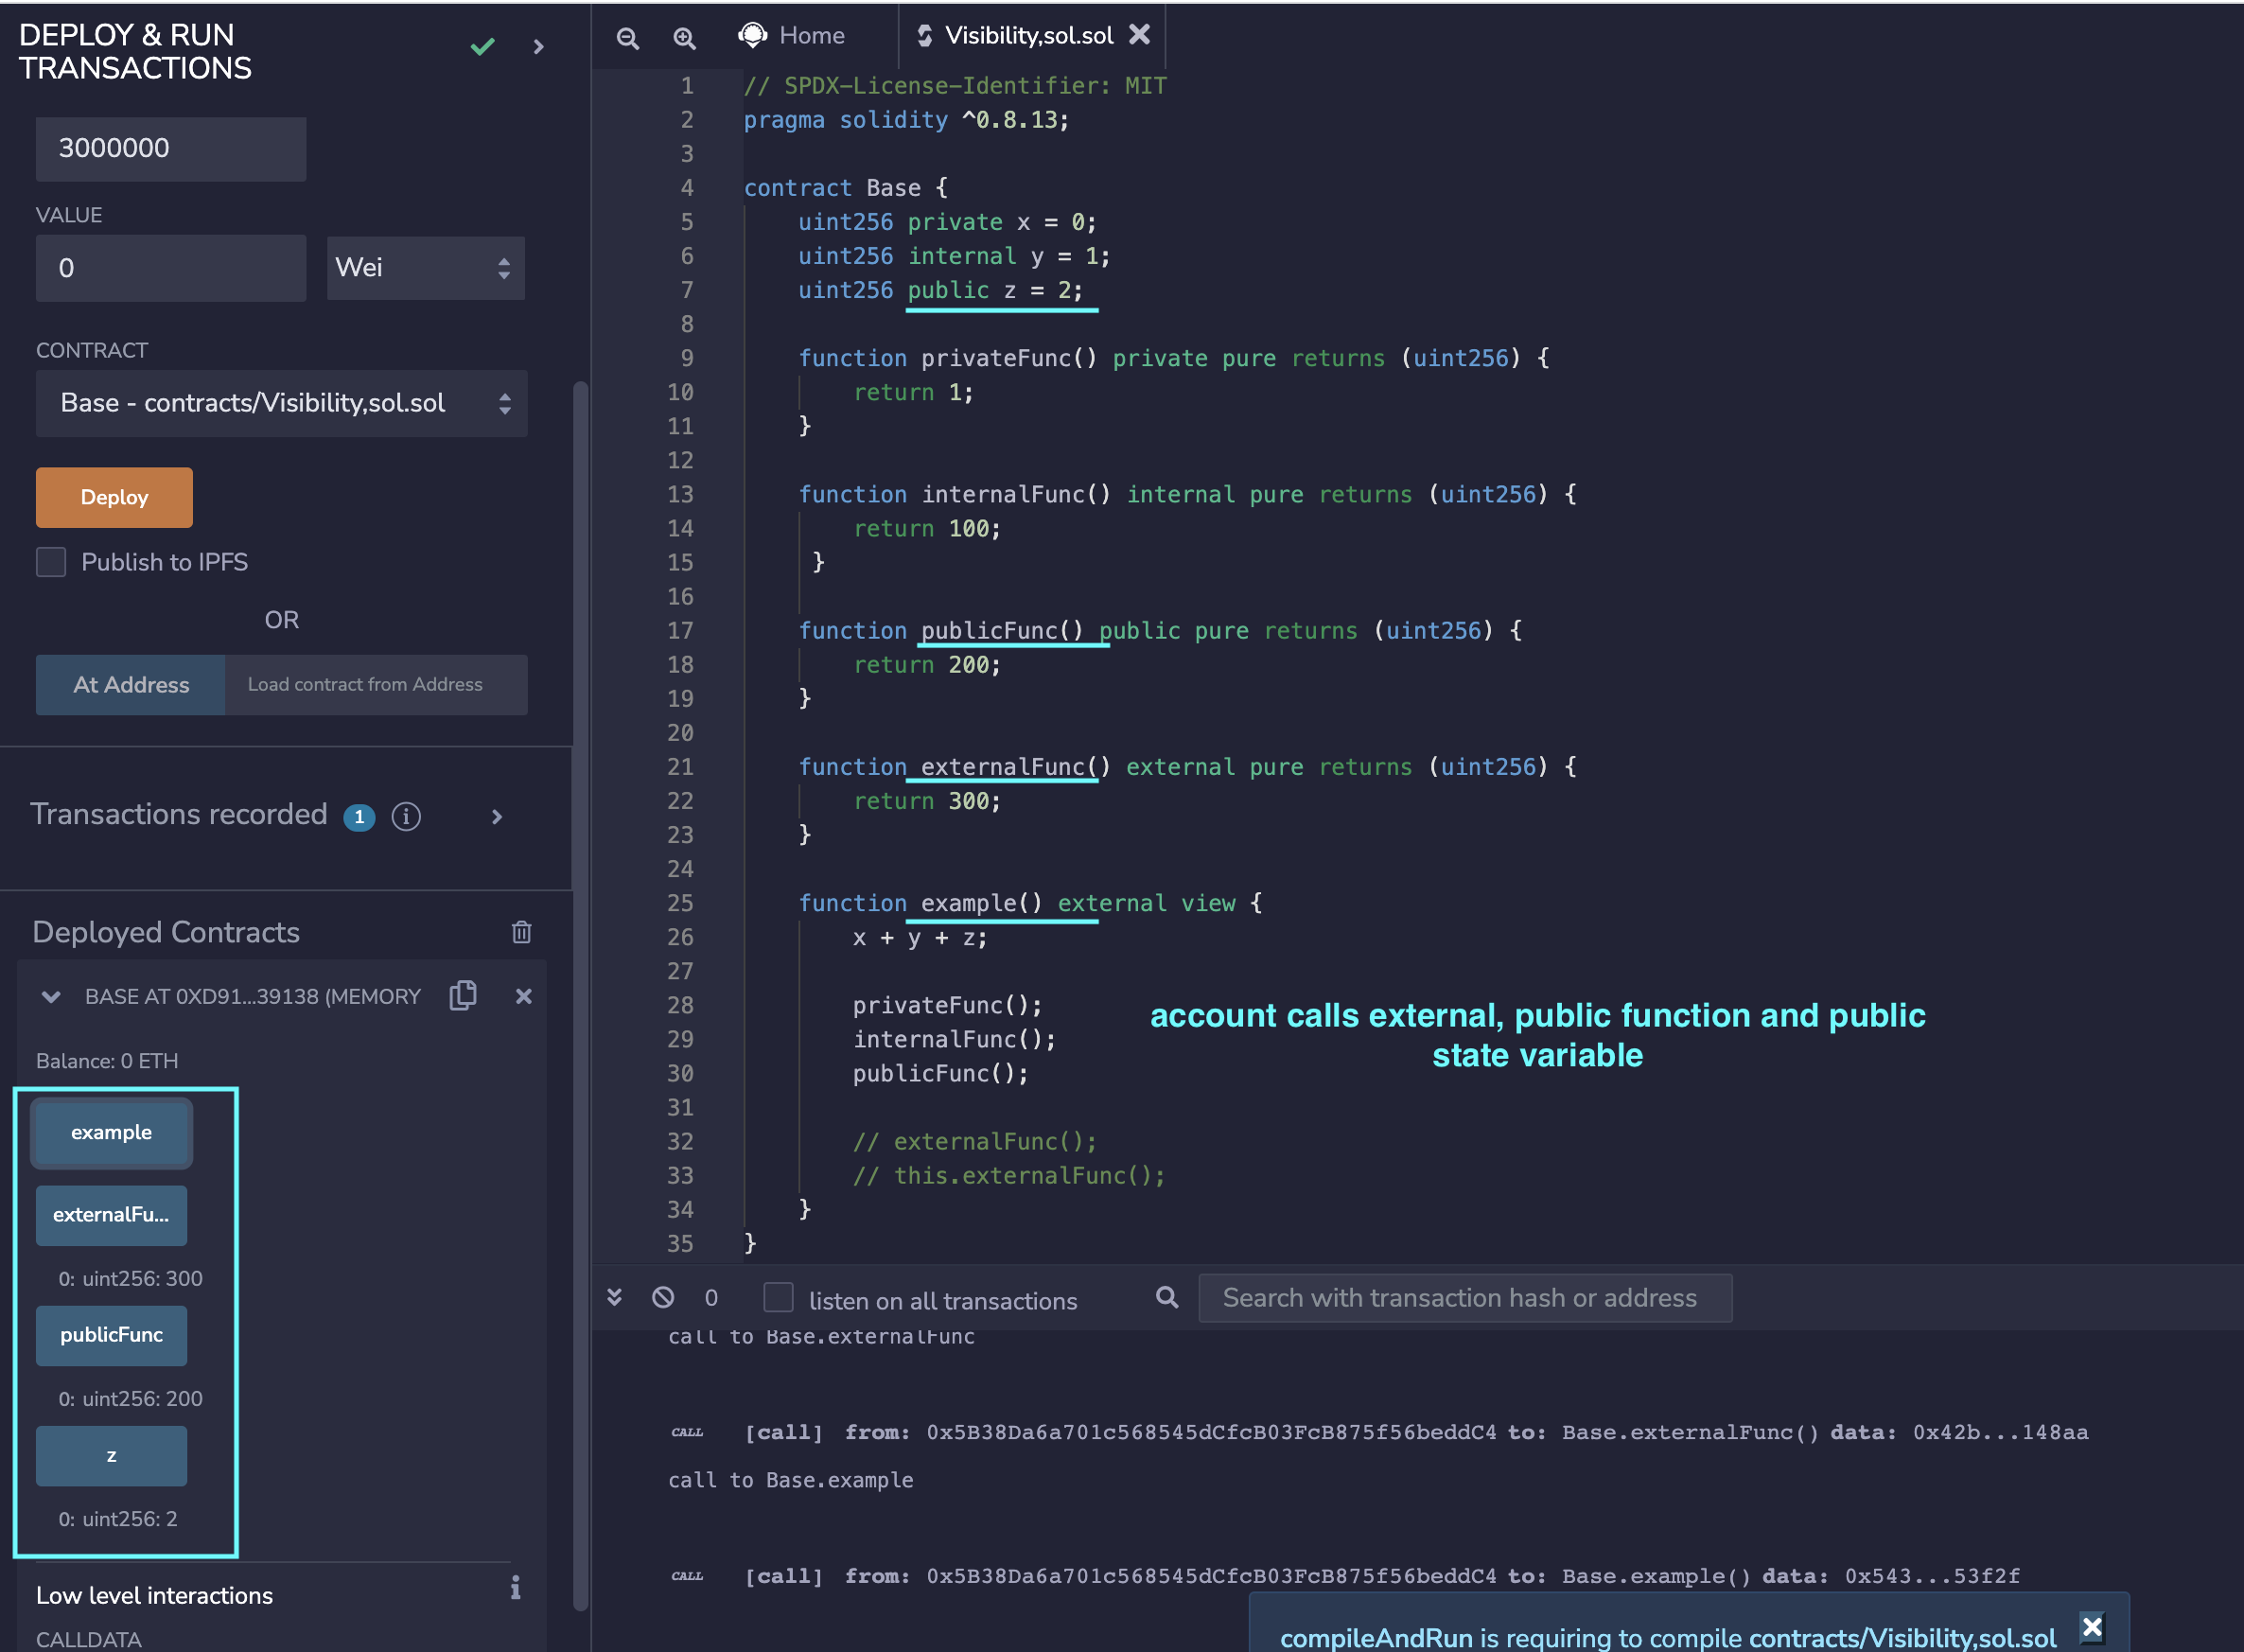 DEPLOY & RUN
TRANSACTIONS
3000000
VALUE
0
Wei
CONTRACT
Base - contracts/Visibility,sol.sol
Deploy
Publish to IPFS
OR
At Address
Load contract from Address
Transactions recorded 1 i
Deployed Contracts
BASE AT 0XD91...39138 (MEMORY
Balance: 0 ETH
example
externalFu...
0: uint256: 300
publicFunc
0: uint256: 200
z
0: uint256: 2
Low level interactions
i
CALLDATA
Home
Visibility,sol.sol
1 // SPDX-License-Identifier: MIT
2 pragma solidity ^0.8.13;
3
4 contract Base {
5 uint256 private x = 0;
6 uint256 internal y = 1;
7 uint256 public z = 2;
8
9 function privateFunc() private pure returns (uint256) {
10 return 1;
11 }
12
13 function internalFunc() internal pure returns (uint256) {
14 return 100;
15 }
16
17 function publicFunc() public pure returns (uint256) {
18 return 200;
19 }
20
21 function externalFunc() external pure returns (uint256) {
22 return 300;
23 }
24
25 function example() external view {
26 x + y + z;
27
28 privateFunc();
29 internalFunc();
30 publicFunc();
31
32 // externalFunc();
33 // this.externalFunc();
34 }
35 }
account calls external, public function and public
state variable
0
listen on all transactions
Search with transaction hash or address
call to Base.externalFunc
CALL [call] from: 0x5B38Da6a701c568545dCfcB03FcB875f56beddC4 to: Base.externalFunc() data: 0x42b...148aa
call to Base.example
CALL [call] from: 0x5B38Da6a701c568545dCfcB03FcB875f56beddC4 to: Base.example() data: 0x543...53f2f
compileAndRun is requiring to compile contracts/Visibility,sol.sol